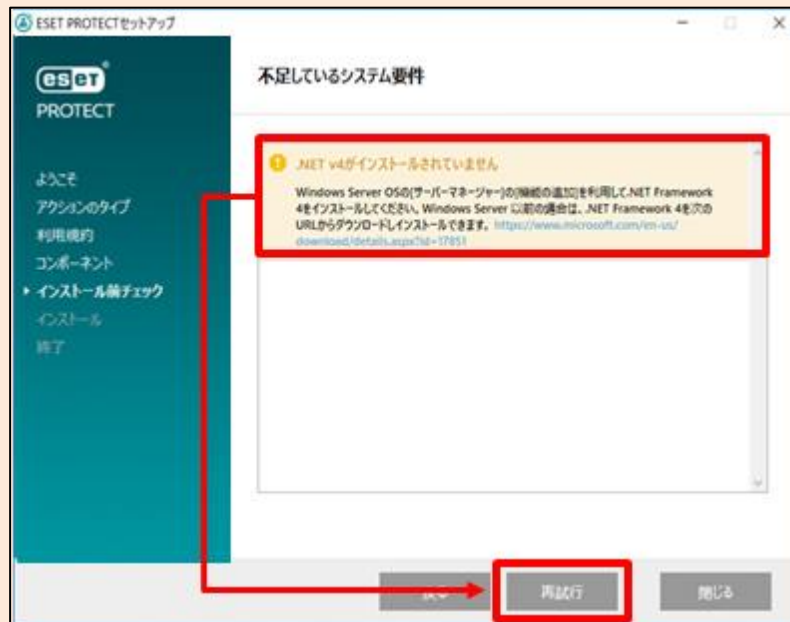 ESET PROTECTセットアップ
eseT
PROTECT
ようこそ
アクションのタイプ
利用規約
コンポーネント
インストール前チェック
インストール
終了
不足しているシステム要件
.NET v4がインストールされていません
Windows Server OSの[サーバーマネージャー]の[機能の追加]を利用して.NET Framework
4をインストールしてください。Windows Server 以前の場合は、.NET Framework 4を次の
URLからダウンロードしインストールできます。https://www.microsoft.com/en-us/
download/details.aspx?id=17851
再試行
閉じる